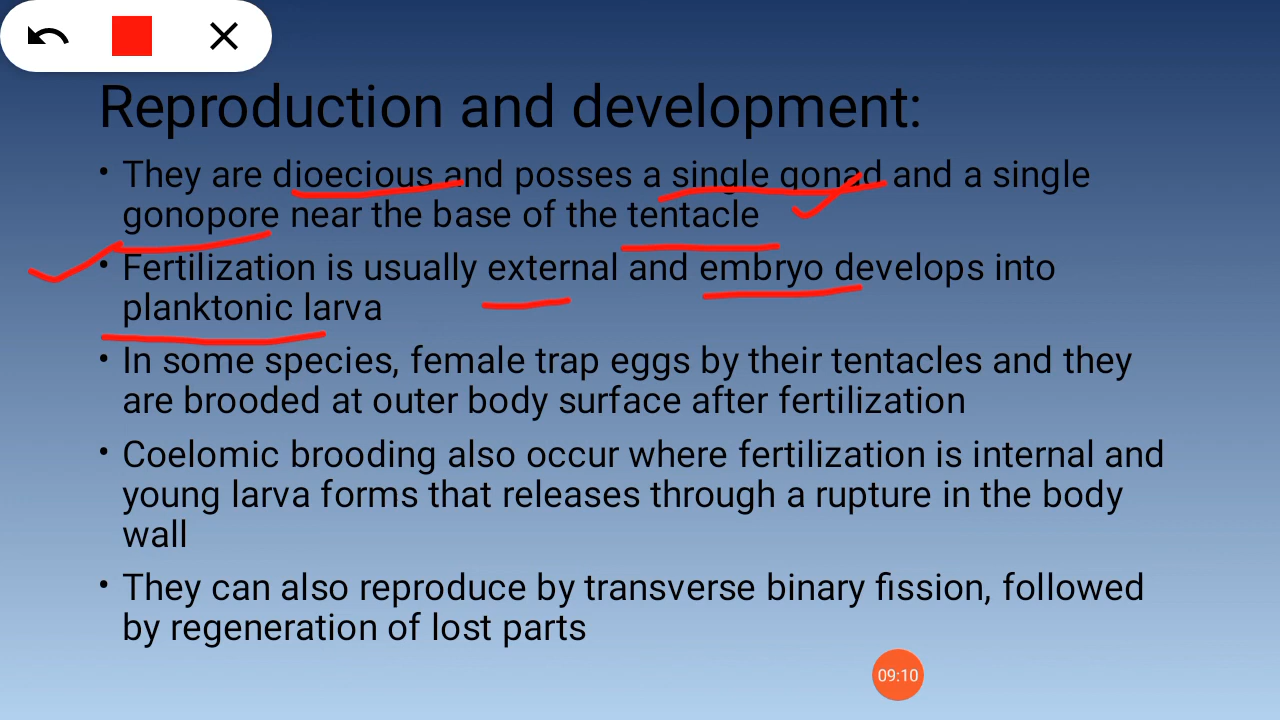 Reproduction and development:
• They are dioecious and posses a single gonad and a single
gonopore near the base of the tentacle
• Fertilization is usually external and embryo develops into
planktonic larva
• In some species, female trap eggs by their tentacles and they
are brooded at outer body surface after fertilization
• Coelomic brooding also occur where fertilization is internal and
young larva forms that releases through a rupture in the body
wall
• They can also reproduce by transverse binary fission, followed
by regeneration of lost parts
09:10